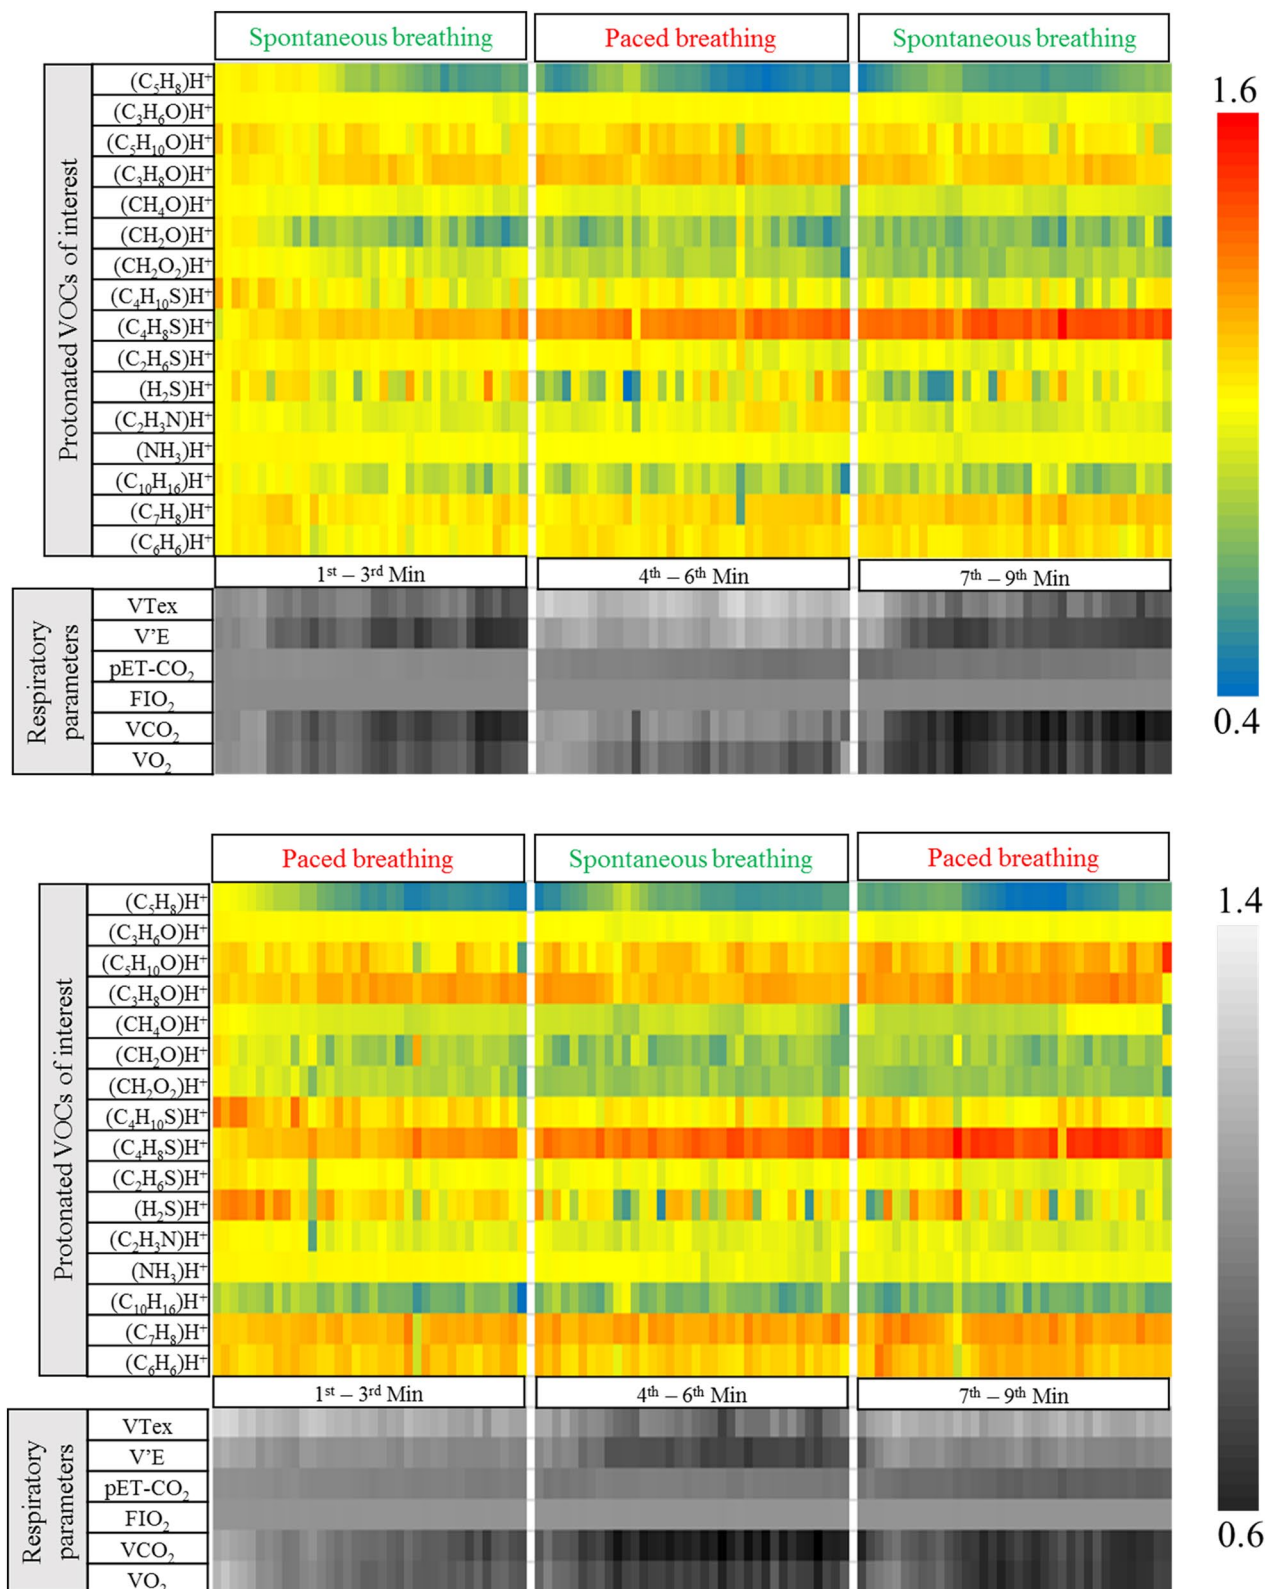 Spontaneous breathing
Paced breathing
Spontaneous breathing
Protonated VOCs of interest
(C₅H₈)H⁺
(C₃H₆O)H⁺
(C₅H₁₀O)H⁺
(C₃H₈O)H⁺
(CH₄O)H⁺
(CH₂O)H⁺
(CH₂O₂)H⁺
(C₄H₁₀S)H⁺
(C₄H₈S)H⁺
(C₂H₆S)H⁺
(H₂S)H⁺
(C₂H₃N)H⁺
(NH₃)H⁺
(C₁₀H₁₆)H⁺
(C₇H₈)H⁺
(C₆H₆)H⁺
1.6
0.4
1ˢᵗ – 3ʳᵈ Min
4ᵗʰ – 6ᵗʰ Min
7ᵗʰ – 9ᵗʰ Min
Respiratory
parameters
VTex
V’E
pET-CO₂
FIO₂
VCO₂
VO₂
Paced breathing
Spontaneous breathing
Paced breathing
Protonated VOCs of interest
(C₅H₈)H⁺
(C₃H₆O)H⁺
(C₅H₁₀O)H⁺
(C₃H₈O)H⁺
(CH₄O)H⁺
(CH₂O)H⁺
(CH₂O₂)H⁺
(C₄H₁₀S)H⁺
(C₄H₈S)H⁺
(C₂H₆S)H⁺
(H₂S)H⁺
(C₂H₃N)H⁺
(NH₃)H⁺
(C₁₀H₁₆)H⁺
(C₇H₈)H⁺
(C₆H₆)H⁺
1.4
0.6
1ˢᵗ – 3ʳᵈ Min
4ᵗʰ – 6ᵗʰ Min
7ᵗʰ – 9ᵗʰ Min
Respiratory
parameters
VTex
V’E
pET-CO₂
FIO₂
VCO₂
VO₂